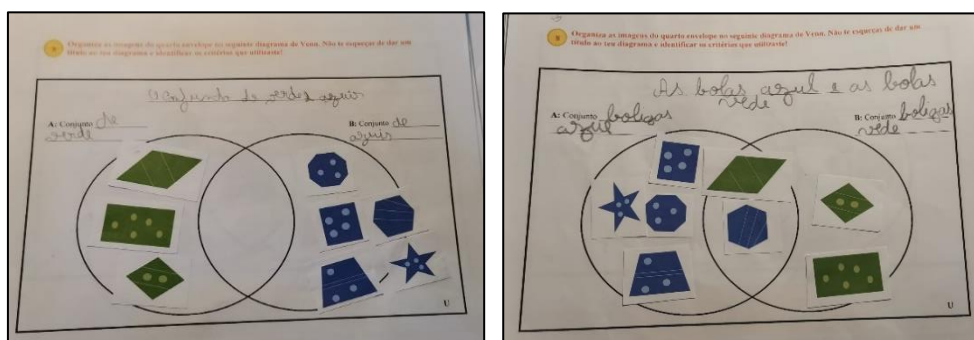 Organiza as imagens do quarto envelope no seguinte diagrama de Venn. Não te esqueças de dar um
título ao teu diagrama e identificar os critérios que utilizaste!
O conjunto de verdes azuis
A: Conjunto de
verde
B: Conjunto de
azuis
U
Organiza as imagens do quarto envelope no seguinte diagrama de Venn. Não te esqueças de dar um
título ao teu diagrama e identificar os critérios que utilizaste!
As bolas azul e as bolas
vede
A: Conjunto boligas
azul
B: Conjunto boligas
vede
U